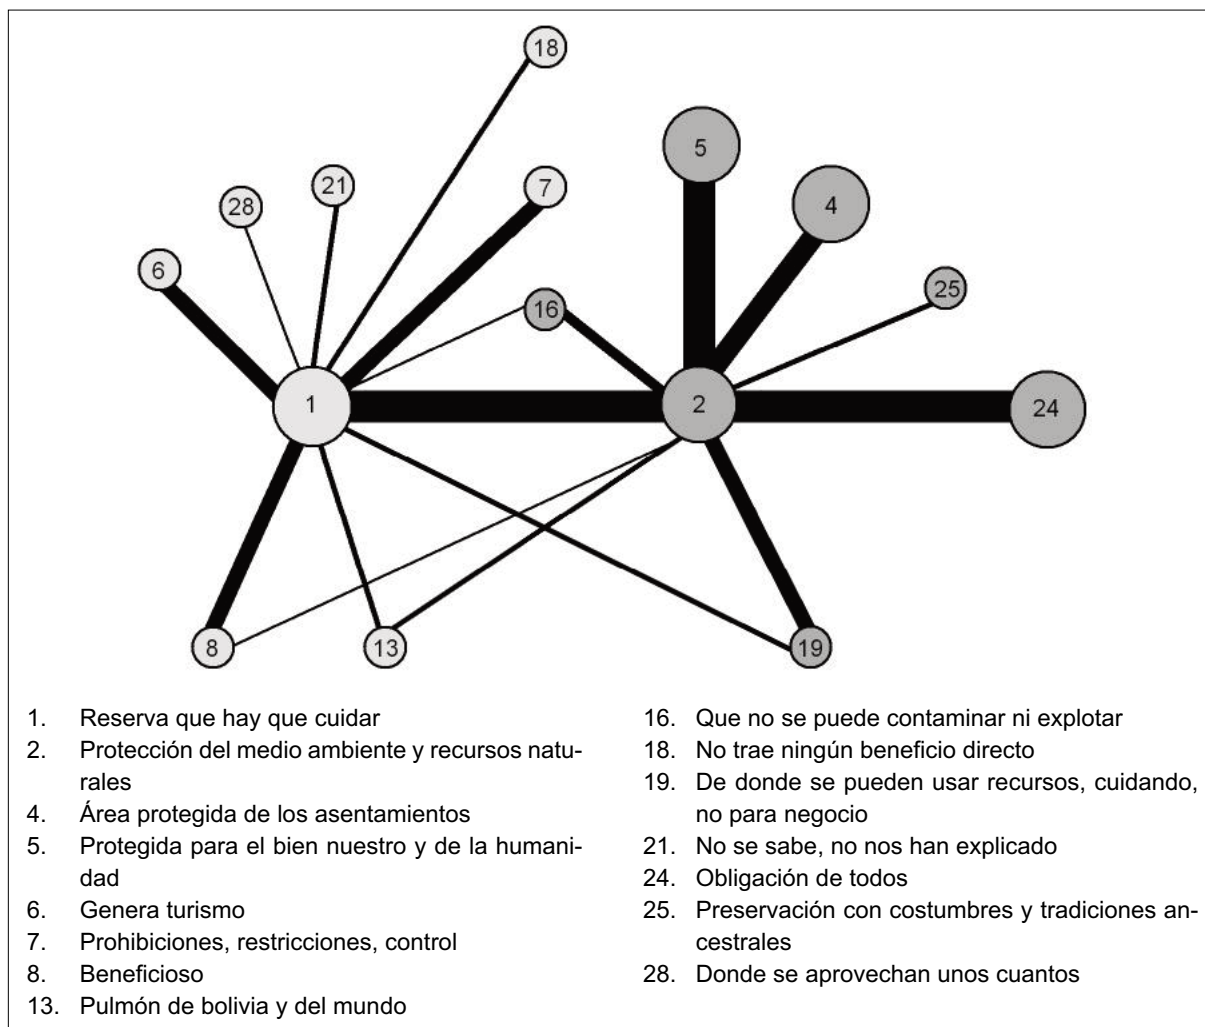 18
5
7
21
4
28
6
25
16
1
2
24
8
13
19
1. Reserva que hay que cuidar
2. Protección del medio ambiente y recursos natu-
rales
4. Área protegida de los asentamientos
5. Protegida para el bien nuestro y de la humani-
dad
6. Genera turismo
7. Prohibiciones, restricciones, control
8. Beneficioso
13. Pulmón de bolivia y del mundo
16. Que no se puede contaminar ni explotar
18. No trae ningún beneficio directo
19. De donde se pueden usar recursos, cuidando,
no para negocio
21. No se sabe, no nos han explicado
24. Obligación de todos
25. Preservación con costumbres y tradiciones an-
cestrales
28. Donde se aprovechan unos cuantos